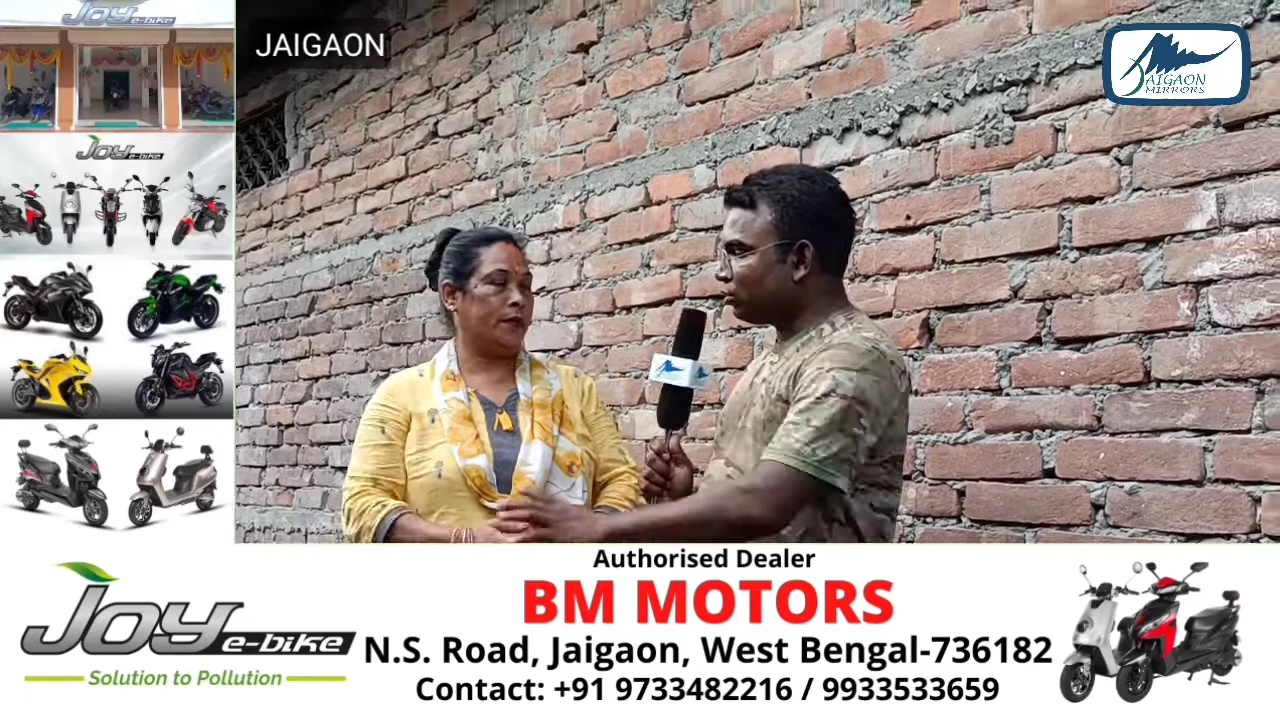 Joy e-bike
JAIGAON
JAIGAON
MIRRORS
Joy e-bike
Authorised Dealer
BM MOTORS
Joy e-bike
N.S. Road, Jaigaon, West Bengal-736182
Solution to Pollution
Contact: +91 9733482216 / 9933533659